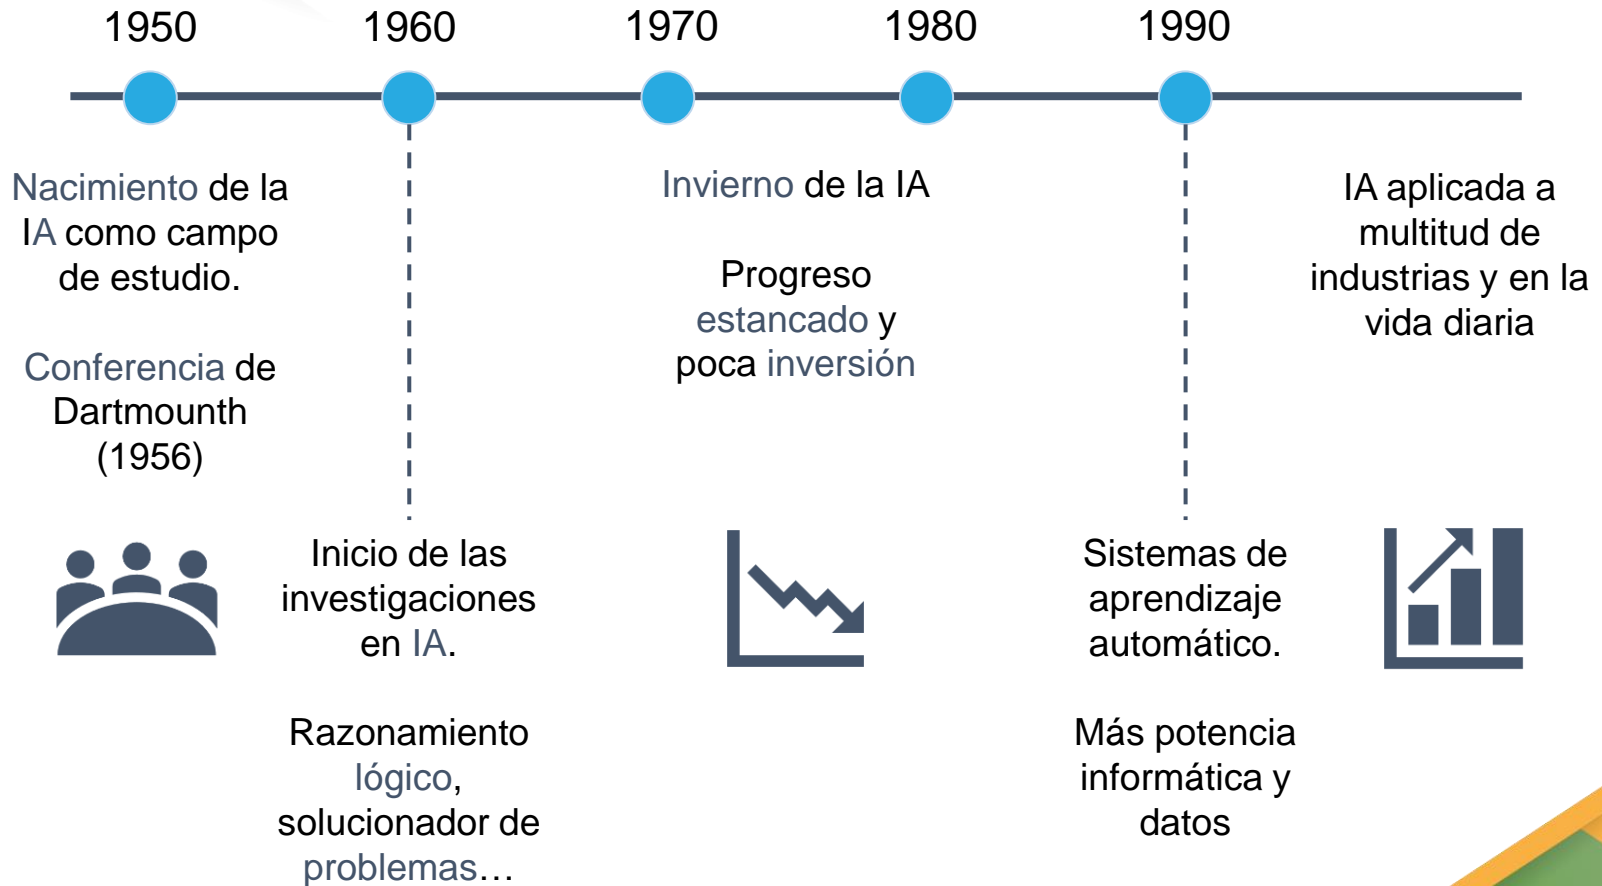 1950
1960
1970
1980
1990
Nacimiento de la
IA como campo
de estudio.
Conferencia de
Dartmounth
(1956)
Inicio de las
investigaciones
en IA.
Razonamiento
lógico,
solucionador de
problemas…
Invierno de la IA
Progreso
estancado y
poca inversión
Sistemas de
aprendizaje
automático.
Más potencia
informática y
datos
IA aplicada a
multitud de
industrias y en la
vida diaria